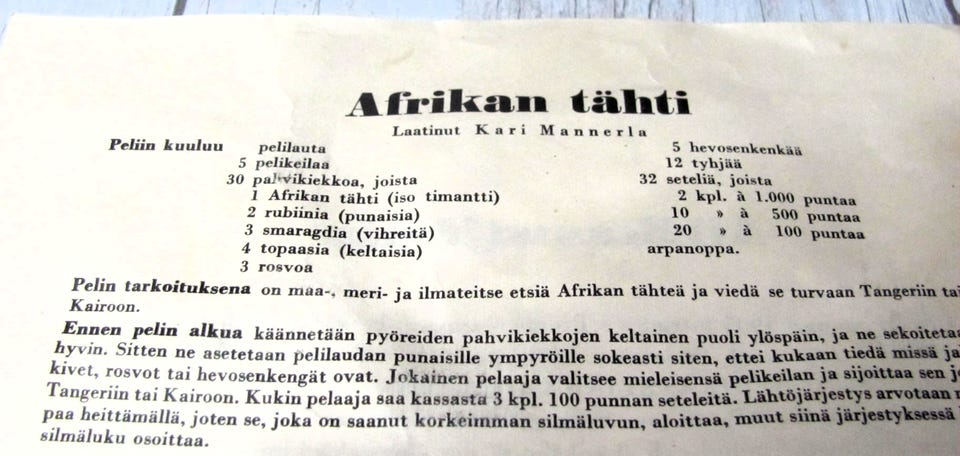 Afrikan tähti
Laatinut Kari Mannerla
Peliin kuuluu pelilauta
5 pelikeilaa
30 pahvikiekkoa, joista
1 Afrikan tähti (iso timantti)
2 rubiinia (punaisia)
3 smaragdia (vihreitä)
4 topaasia (keltaisia)
3 rosvoa
5 hevosenkenkää
12 tyhjää
32 seteliä, joista
2 kpl. à 1.000 puntaa
10 » à 500 puntaa
20 » à 100 puntaa
arpanoppa.
Pelin tarkoituksena on maa-, meri- ja ilmateitse etsiä Afrikan tähteä ja viedä se turvaan Tangeriin tai
Kairoon.
Ennen pelin alkua käännetään pyöreiden pahvikiekkojen keltainen puoli ylöspäin, ja ne sekoiteta
hyvin. Sitten ne asetetaan pelilaudan punaisille ympyröille sokeasti siten, ettei kukaan tiedä missä ja
kivet, rosvot tai hevosenkengät ovat. Jokainen pelaaja valitsee mieleisensä pelikeilan ja sijoittaa sen jo
Tangeriin tai Kairoon. Kukin pelaaja saa kassasta 3 kpl. 100 punnan seteleitä. Lähtöjärjestys arvotaan
paa heittämällä, joten se, joka on saanut korkeimman silmäluvun, aloittaa, muut siinä järjestyksessä
silmäluku osoittaa.